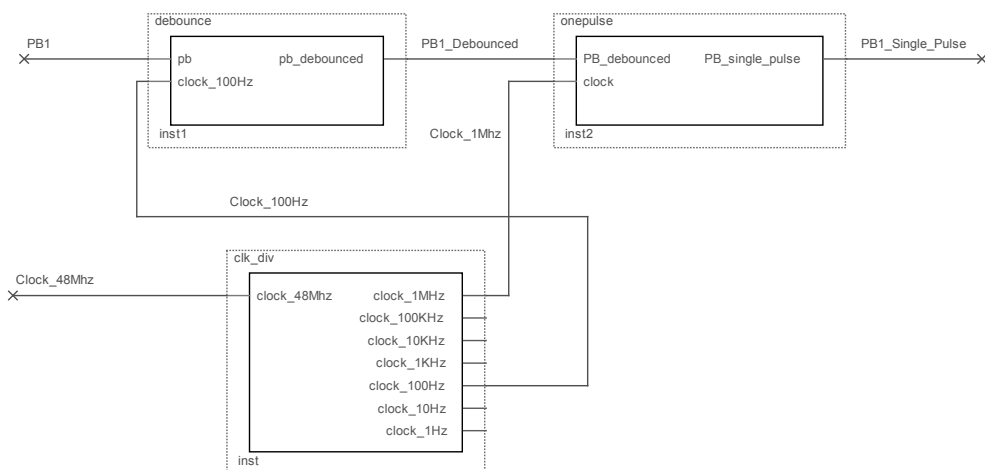 debounce
onepulse
PB1
pb
pb_debounced
PB1_Debounced
PB_debounced
PB_single_pulse
PB1_Single_Pulse
clock_100Hz
clock
inst1
inst2
Clock_1Mhz
Clock_100Hz
clk_div
Clock_48Mhz
clock_48Mhz
clock_1MHz
clock_100KHz
clock_10KHz
clock_1KHz
clock_100Hz
clock_10Hz
clock_1Hz
inst